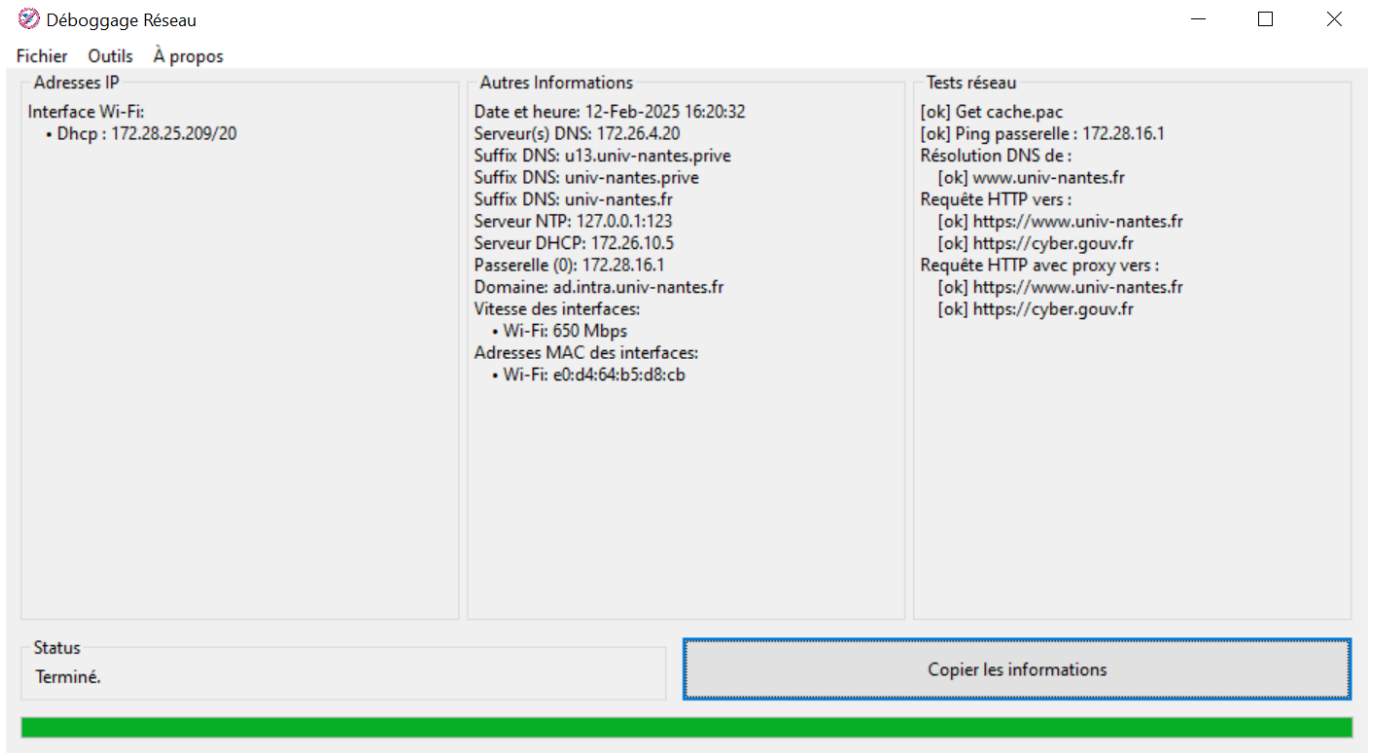 Déboggage Réseau
Fichier Outils À propos
Adresses IP
Interface Wi-Fi:
• Dhcp : 172.28.25.209/20
Autres Informations
Date et heure: 12-Feb-2025 16:20:32
Serveur(s) DNS: 172.26.4.20
Suffix DNS: u13.univ-nantes.prive
Suffix DNS: univ-nantes.prive
Suffix DNS: univ-nantes.fr
Serveur NTP: 127.0.0.1:123
Serveur DHCP: 172.26.10.5
Passerelle (0): 172.28.16.1
Domaine: ad.intra.univ-nantes.fr
Vitesse des interfaces:
• Wi-Fi: 650 Mbps
Adresses MAC des interfaces:
• Wi-Fi: e0:d4:64:b5:d8:cb
Tests réseau
[ok] Get cache.pac
[ok] Ping passerelle : 172.28.16.1
Résolution DNS de :
[ok] www.univ-nantes.fr
Requête HTTP vers :
[ok] https://www.univ-nantes.fr
[ok] https://cyber.gouv.fr
Requête HTTP avec proxy vers :
[ok] https://www.univ-nantes.fr
[ok] https://cyber.gouv.fr
Status
Terminé.
Copier les informations